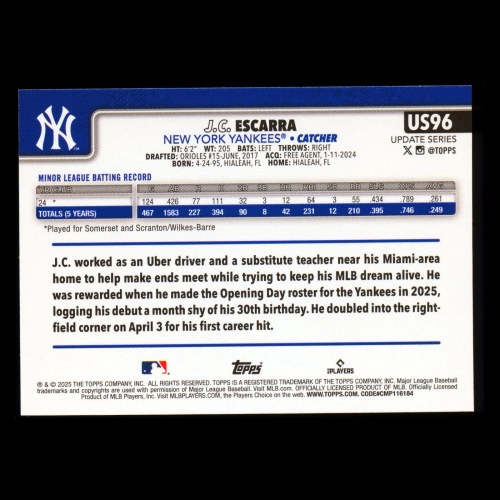 NY
J.C. ESCARRA
US96
NEW YORK YANKEES® • CATCHER
UPDATE SERIES
HT: 6'2" WT: 205 BATS: LEFT THROWS: RIGHT
@TOPPS
DRAFTED: ORIOLES #15-JUNE, 2017 ACQ: FREE AGENT, 1-11-2024
BORN: 4-24-95, HIALEAH, FL HOME: HIALEAH, FL
MINOR LEAGUE BATTING RECORD
24 * 124 426 77 111 32 3 12 64 3 55 .434 .789 .261
TOTALS (5 YEARS) 467 1583 227 394 90 8 42 231 12 210 .395 .746 .249
*Played for Somerset and Scranton/Wilkes-Barre
J.C. worked as an Uber driver and a substitute teacher near his Miami-area
home to help make ends meet while trying to keep his MLB dream alive. He
was rewarded when he made the Opening Day roster for the Yankees in 2025,
logging his debut a month shy of his 30th birthday. He doubled into the right-
field corner on April 3 for his first career hit.
Topps
PLAYERS
® & © 2025 THE TOPPS COMPANY, INC. ALL RIGHTS RESERVED. TOPPS IS A REGISTERED TRADEMARK OF THE TOPPS COMPANY, INC. Major League Baseball
trademarks and copyrights are used with permission of Major League Baseball. Visit MLB.com. OFFICIALLY LICENSED PRODUCT OF MLB PLAYERS, INC. Officially Licensed
Product of MLB Players, Inc. Visit MLBPLAYERS.com, the Players Choice on the web. WWW.TOPPS.COM. CODE#CMP116184